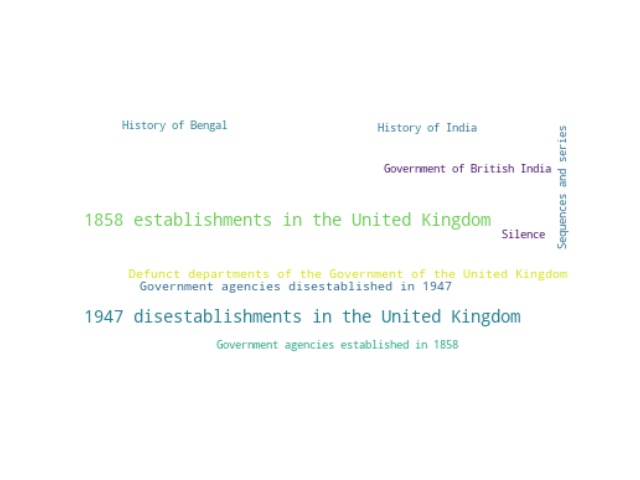 History of Bengal
History of India
Sequences and series
Government of British India
1858 establishments in the United Kingdom
Silence
Defunct departments of the Government of the United Kingdom
Government agencies disestablished in 1947
1947 disestablishments in the United Kingdom
Government agencies established in 1858